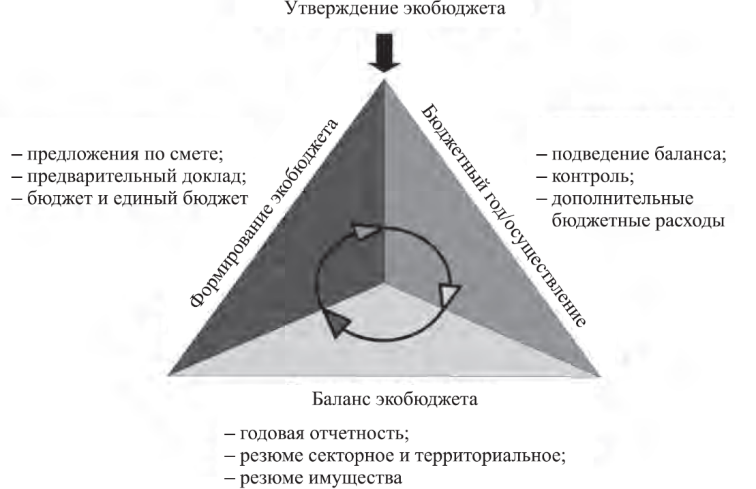 Утверждение экобюджета
Формирование экобюджета
Бюджетный год/осуществление
– предложения по смете;
– предварительный доклад;
– бюджет и единый бюджет
– подведение баланса;
– контроль;
– дополнительные
бюджетные расходы
Баланс экобюджета
– годовая отчетность;
– резюме секторное и территориальное;
– резюме имущества